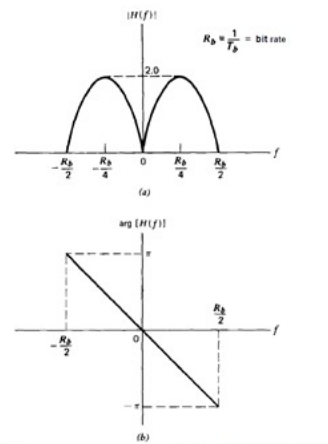 |H(f)|
R_b = 1/T_b = bit rate
2.0
-R_b/2 -R_b/4 0 R_b/4 R_b/2 f
(a)
arg [H(f)]
π
R_b/2
0 f
-R_b/2
-π
(b)